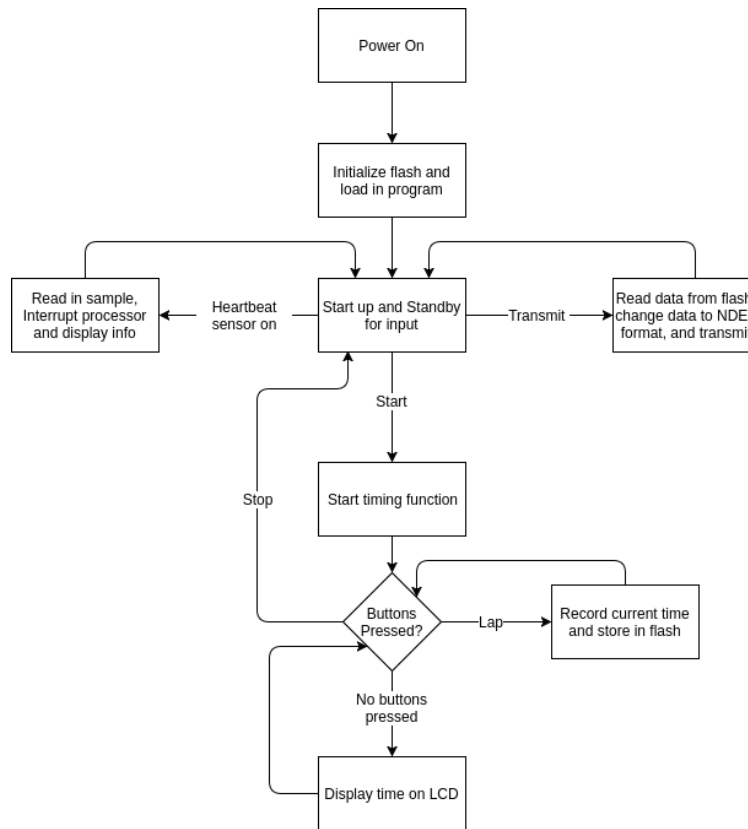 Power On
Initialize flash and
load in program
Read in sample,
Interrupt processor
and display info
Heartbeat
sensor on
Start up and Standby
for input
Transmit
Read data from flash
change data to NDE
format, and transmit
Start
Stop
Start timing function
Buttons
Pressed?
Lap
Record current time
and store in flash
No buttons
pressed
Display time on LCD